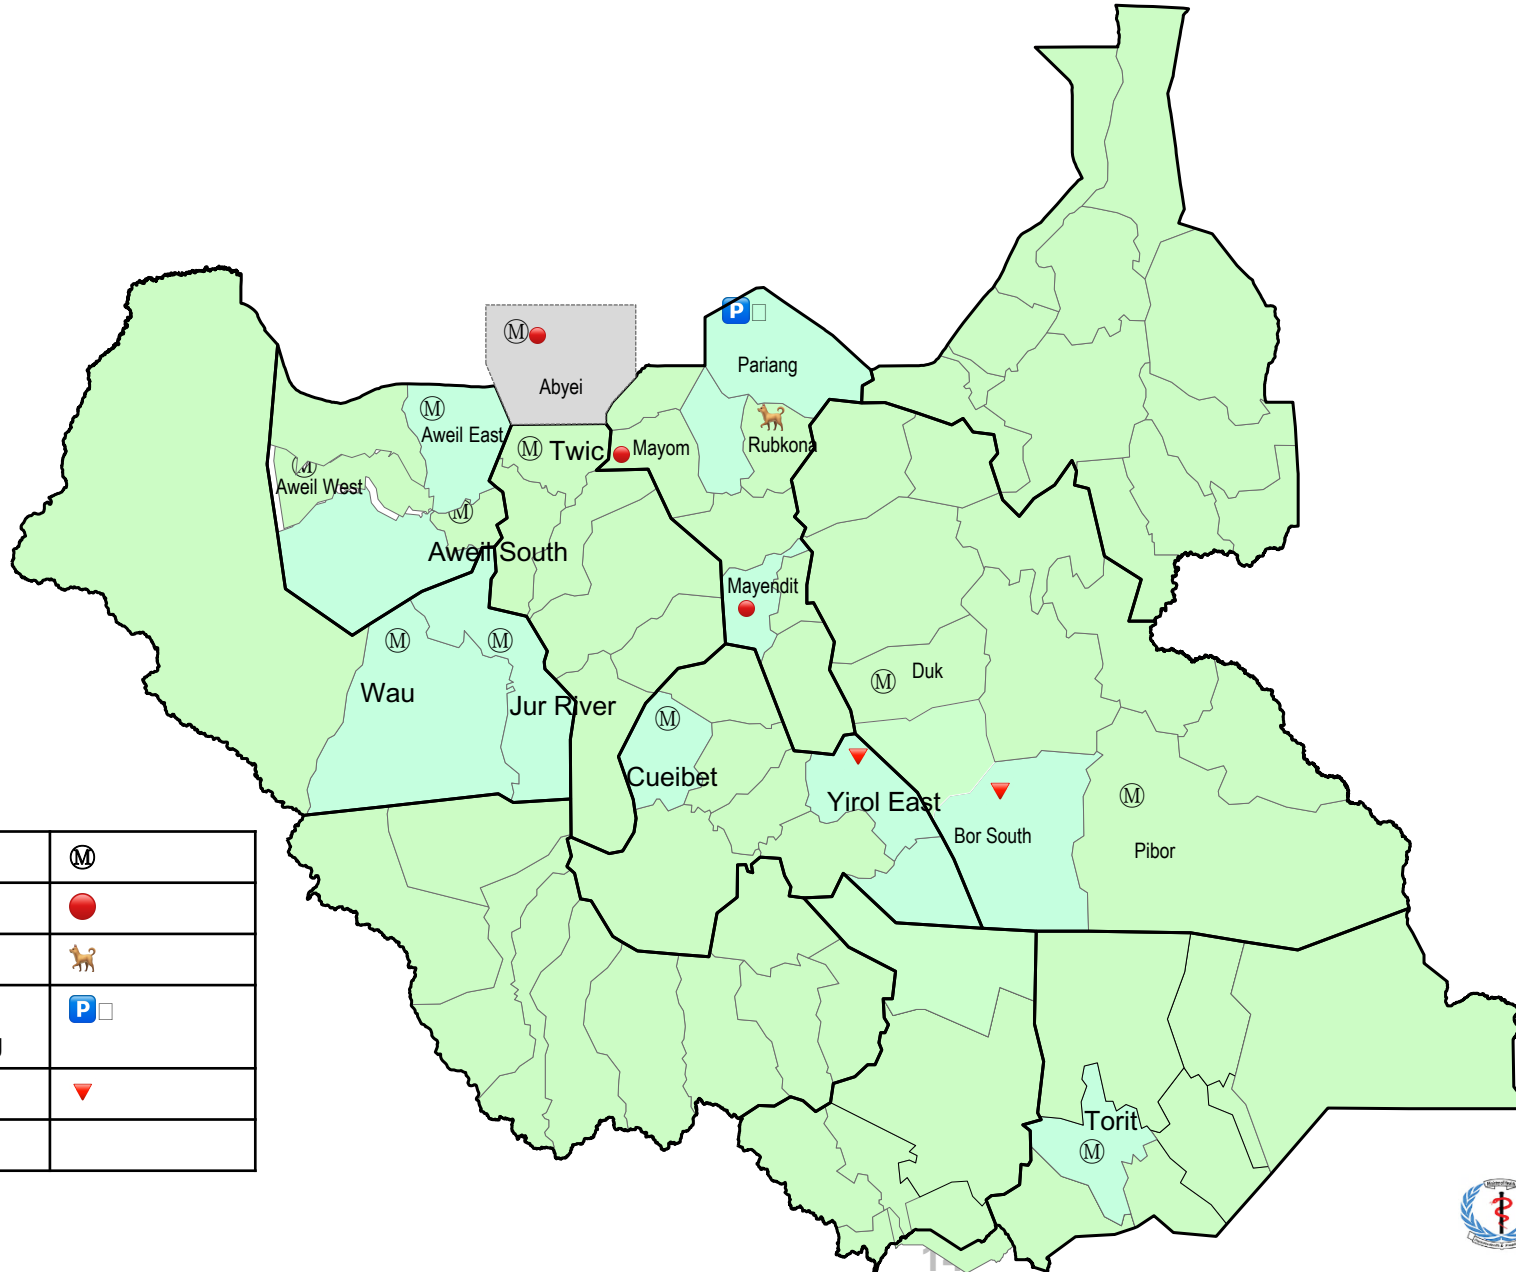 P
Pariang
Ⓜ
Abyei
Ⓜ
Aweil East
Ⓜ Twic
Mayom
Rubkona
Ⓜ
Aweil West
Ⓜ
Aweil South
Mayendit
Ⓜ
Wau
Ⓜ
Jur River
Ⓜ Duk
Ⓜ
Cueibet
Yirol East
Bor South
Ⓜ
Pibor
Ⓜ
P
Torit
Ⓜ